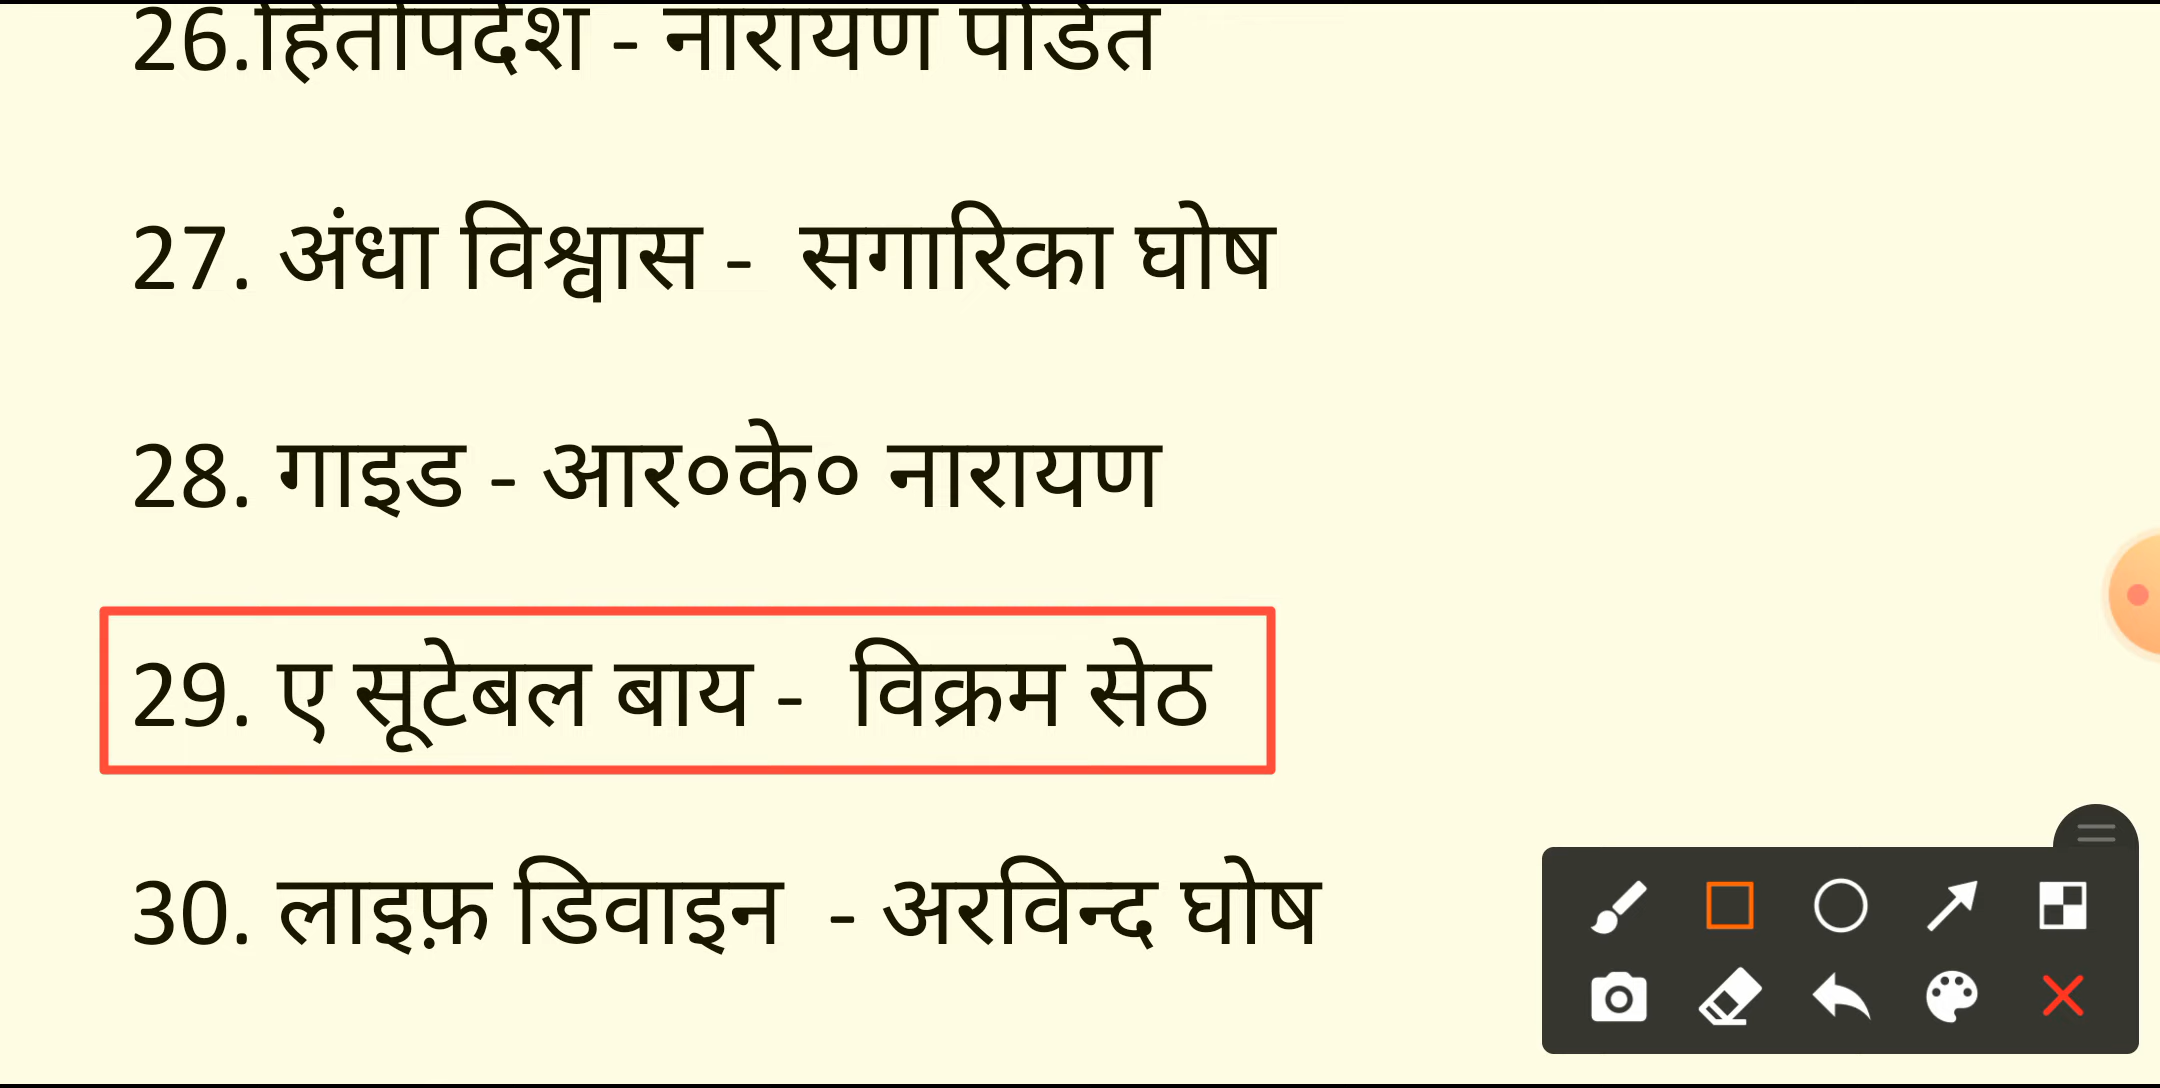 26.हितोपदेश - नारायण पंडित
27. अंधा विश्वास - सगारिका घोष
28. गाइड - आर०के० नारायण
29. ए सूटेबल बाय - विक्रम सेठ
30. लाइफ़ डिवाइन - अरविन्द घोष